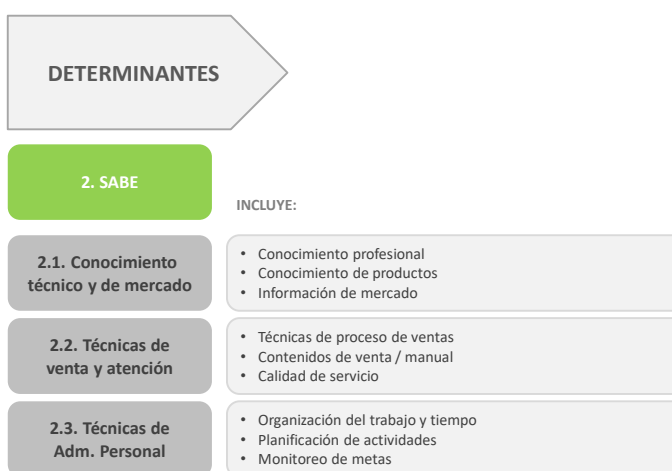 DETERMINANTES
2. SABE
INCLUYE:
2.1. Conocimiento
técnico y de mercado
• Conocimiento profesional
• Conocimiento de productos
• Información de mercado
2.2. Técnicas de
venta y atención
• Técnicas de proceso de ventas
• Contenidos de venta / manual
• Calidad de servicio
2.3. Técnicas de
Adm. Personal
• Organización del trabajo y tiempo
• Planificación de actividades
• Monitoreo de metas